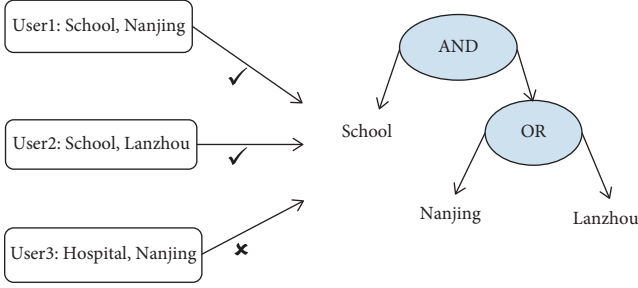 User1: School, Nanjing
AND
School
User2: School, Lanzhou
OR
Nanjing
Lanzhou
User3: Hospital, Nanjing